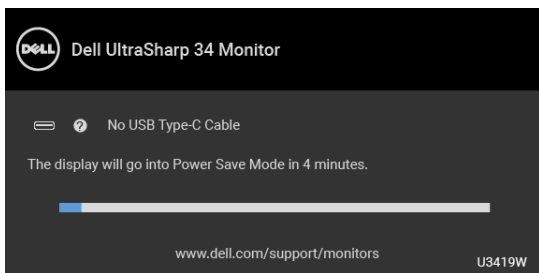 DELL
Dell UltraSharp 34 Monitor
? No USB Type-C Cable
The display will go into Power Save Mode in 4 minutes.
www.dell.com/support/monitors
U3419W